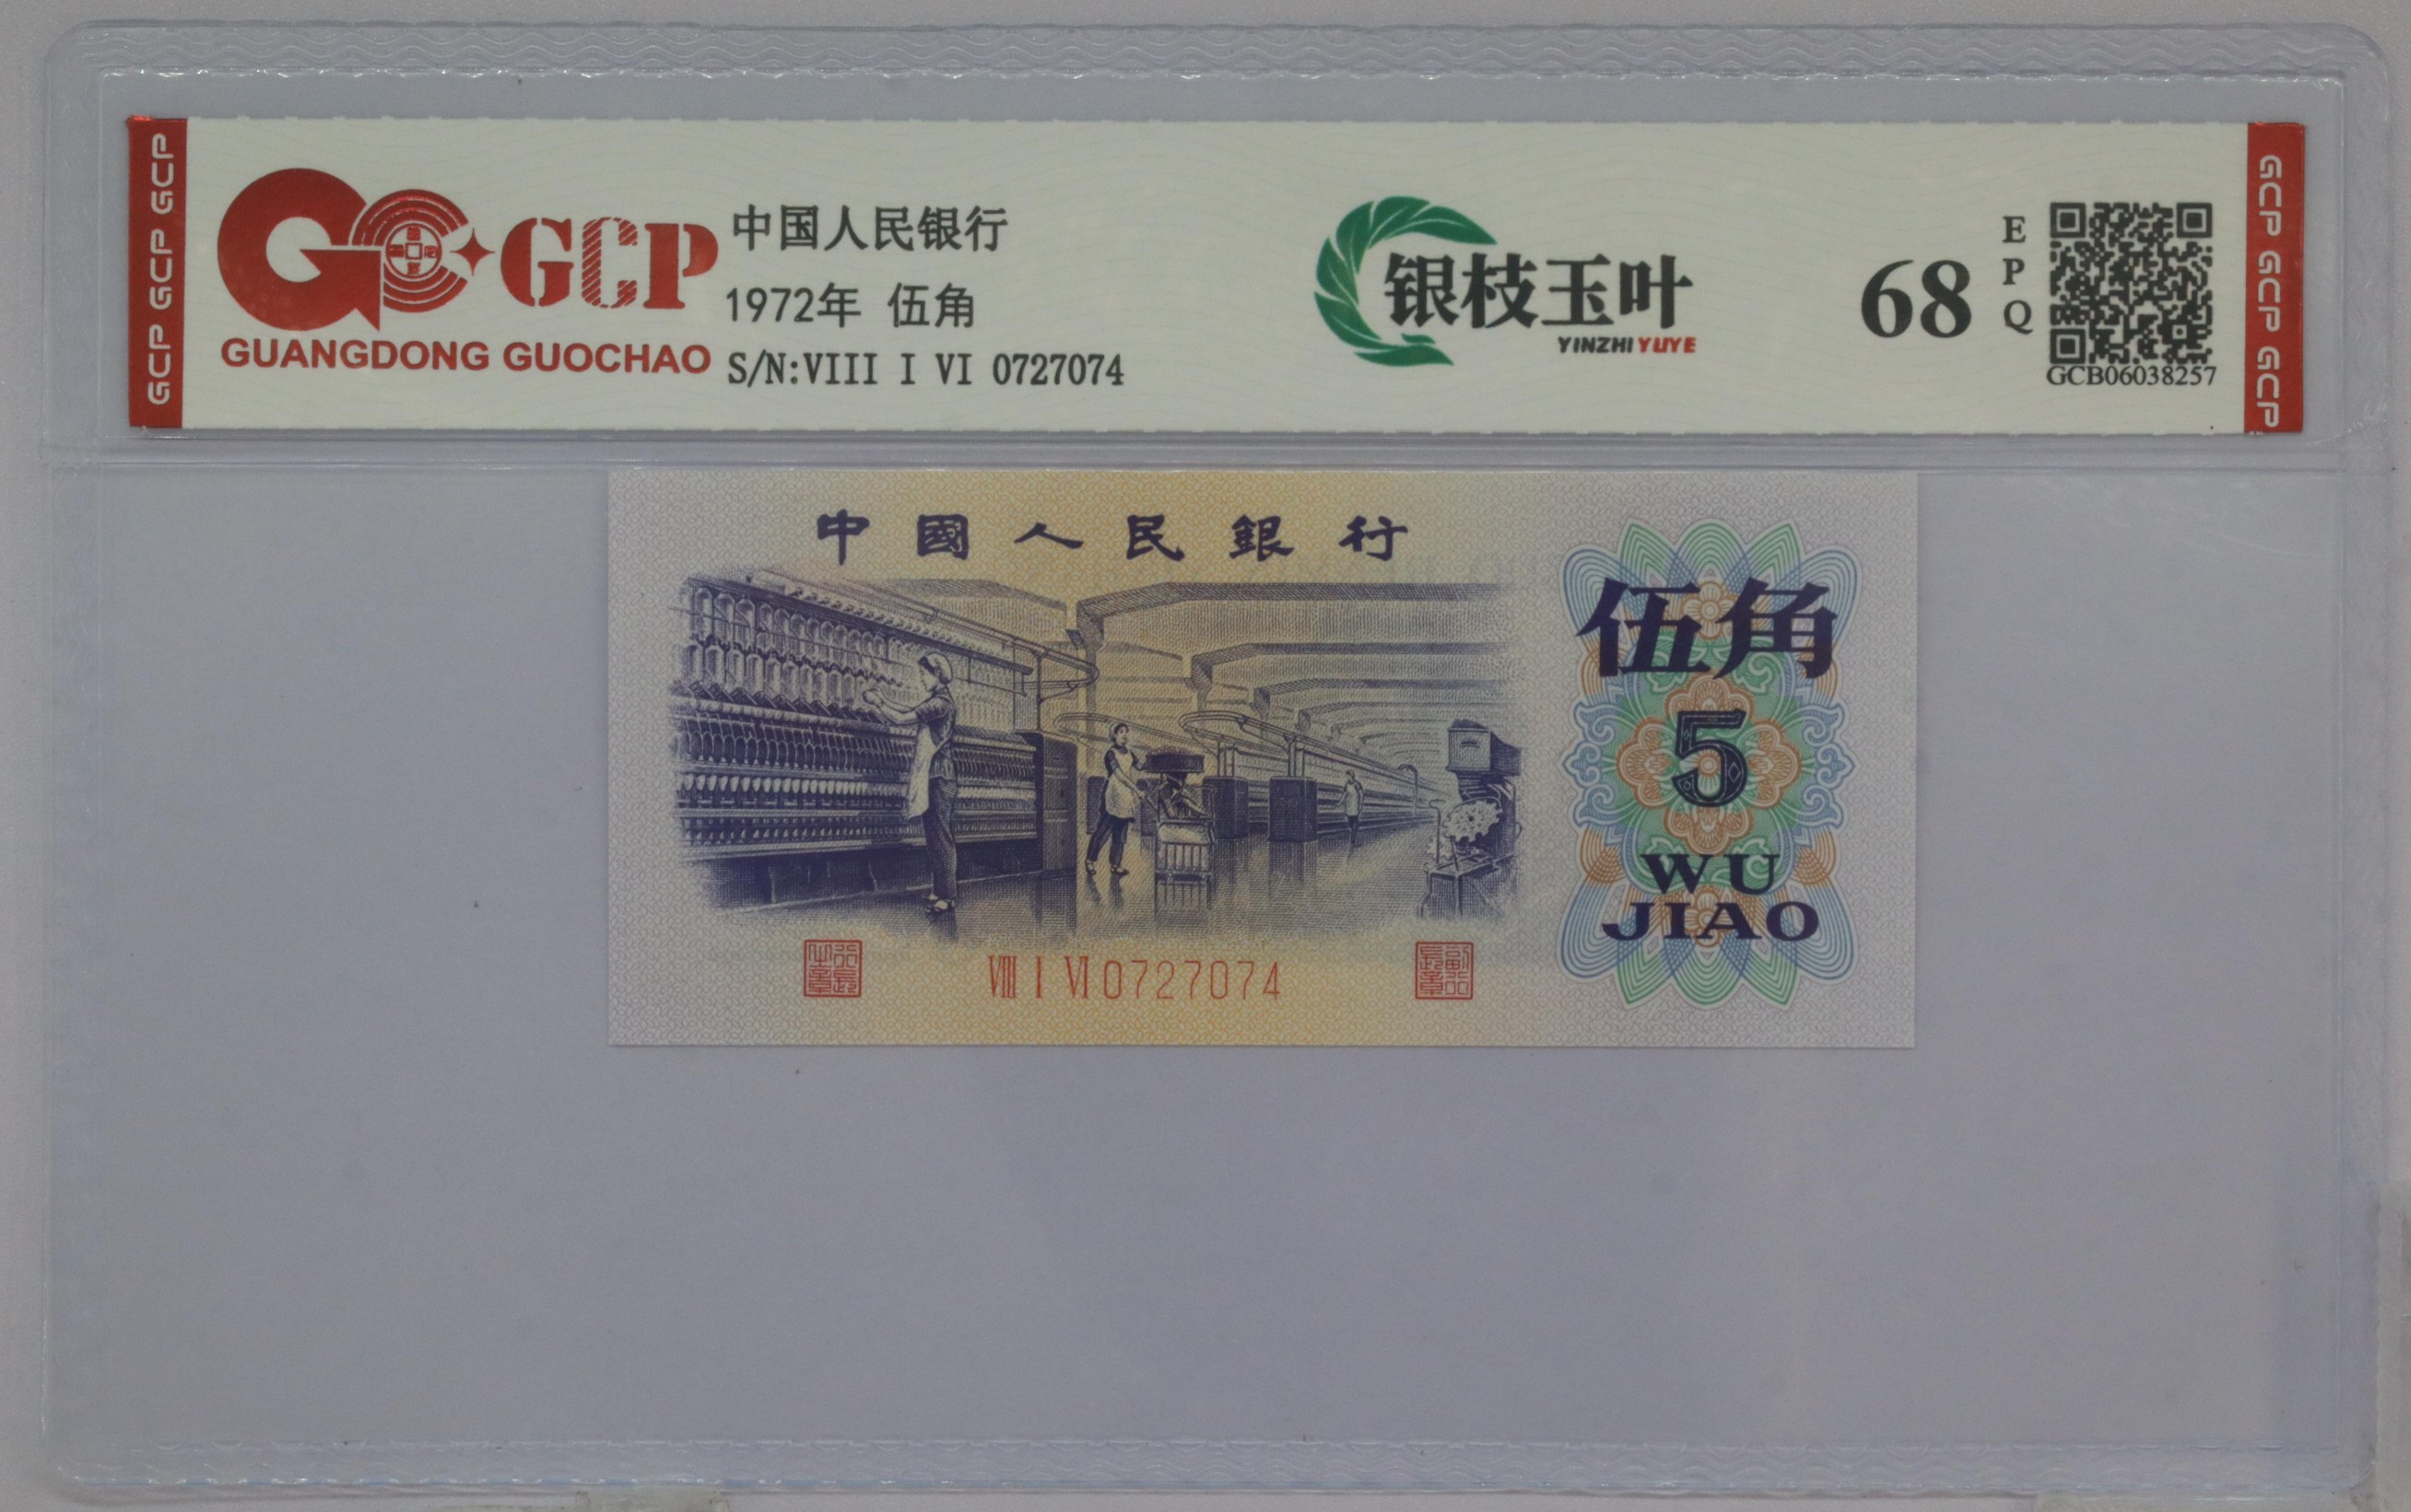 GCP GCP GCP
GCP
GUANGDONG GUOCHAO
中国人民银行
1972年 伍角
S/N:VIII I VI 0727074
银枝玉叶
YINZHI YUYE
68
EPQ
GCB06038257
GCP GCP GCP
中國人民銀行
伍角
5
WU
JIAO
VIII I VI 0727074